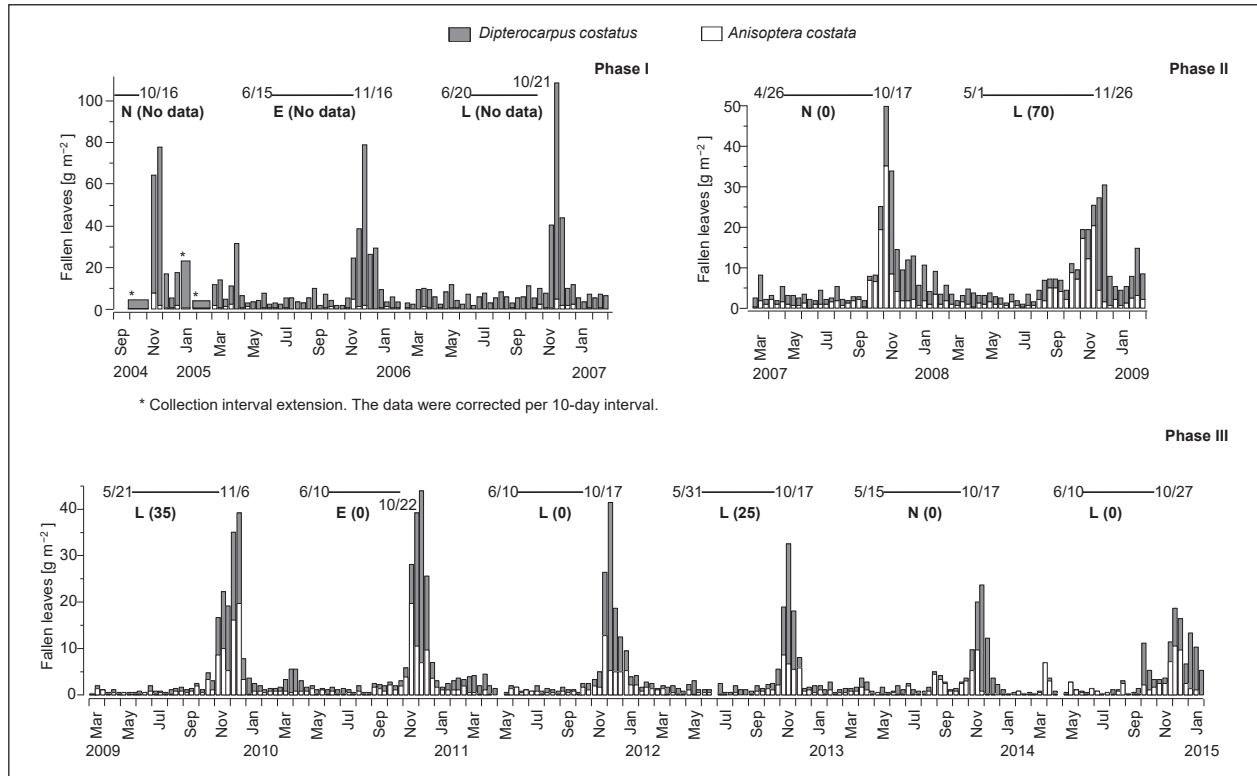 Dipterocarpus costatus Anisoptera costata
Phase I
Fallen leaves [g m−2 ]
100
80
60
40
20
0
10/16 6/15 11/16 6/20 10/21
N (No data) E (No data) L (No data)
* * *
Sep Nov Jan Mar May Jul Sep Nov Jan Mar May Jul Sep Nov Jan
2004 2005 2006 2007
* Collection interval extension. The data were corrected per 10-day interval.
Phase II
Fallen leaves [g m−2 ]
50
40
30
20
10
0
4/26 10/17 5/1 11/26
N (0) L (70)
Mar May Jul Sep Nov Jan Mar May Jul Sep Nov Jan
2007 2008 2009
Phase III
Fallen leaves [g m−2 ]
40
30
20
10
0
5/21 11/6 6/10 10/22 6/10 10/17 5/31 10/17 5/15 10/17 6/10 10/27
L (35) E (0) L (0) L (25) N (0) L (0)
Mar May Jul Sep Nov Jan Mar May Jul Sep Nov Jan Mar May Jul Sep Nov Jan Mar May Jul Sep Nov Jan Mar May Jul Sep Nov Jan Mar May Jul Sep Nov Jan
2009 2010 2011 2012 2013 2014 2015